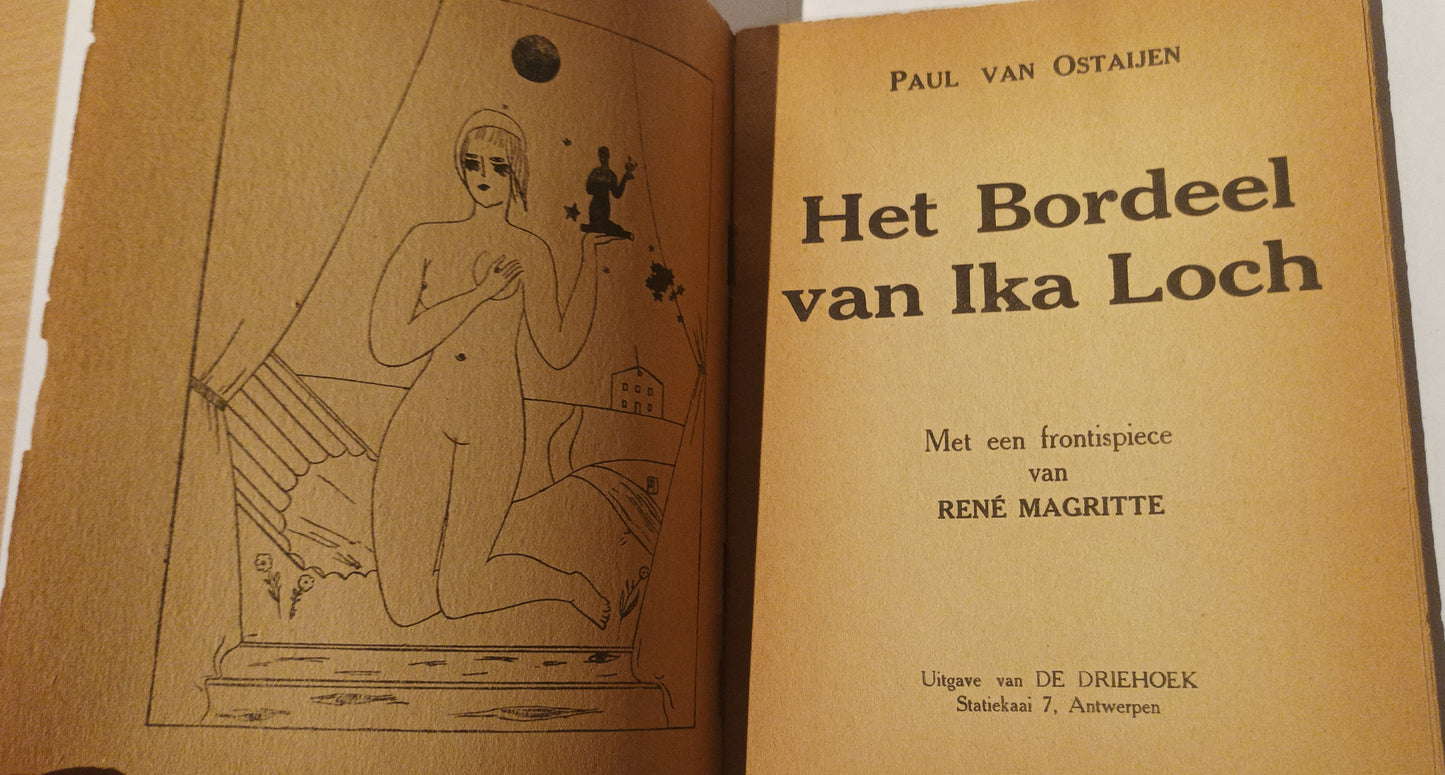 PAUL VAN OSTAIJEN
Het Bordeel
van Ika Loch
Met een frontispiece
van
RENÉ MAGRITTE
Uitgave van DE DRIEHOEK
Statiekaai 7, Antwerpen